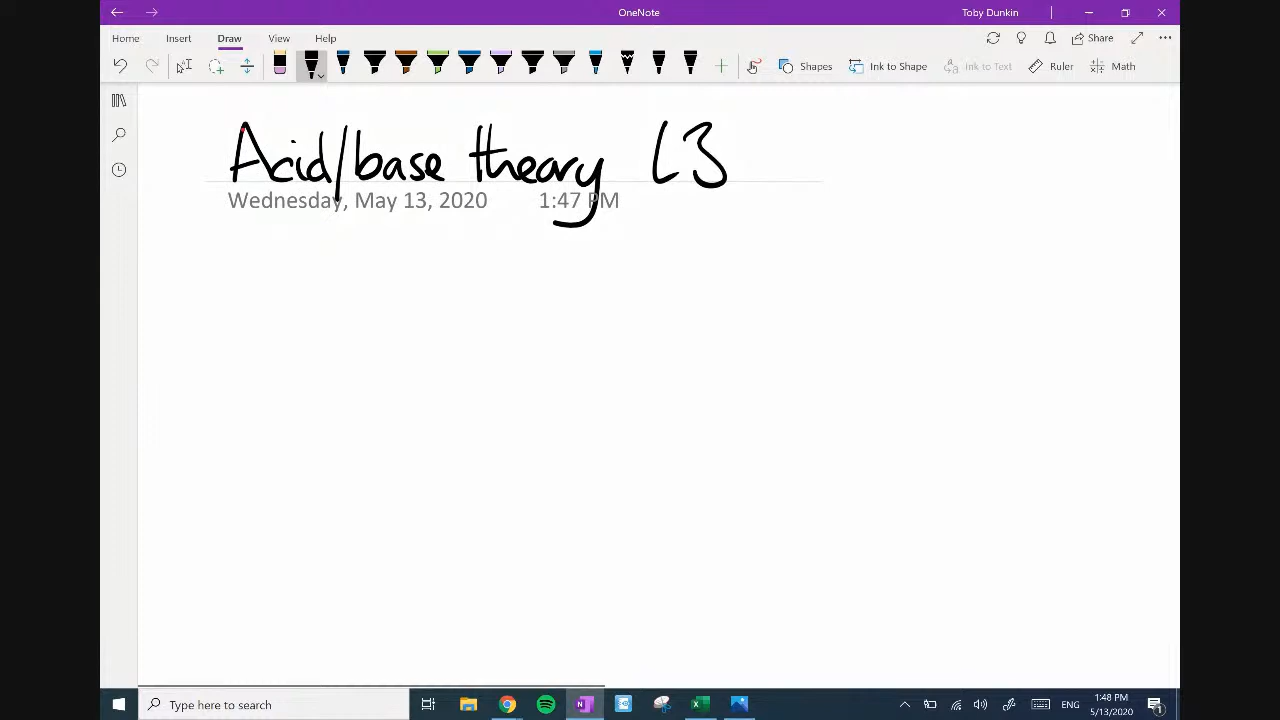 OneNote
Toby Dunkin
Home Insert Draw View Help
Share
Shapes Ink to Shape Ink to Text Ruler Math
Acid/base theory L3
Wednesday, May 13, 2020 1:47 PM
Type here to search
ENG
1:48 PM
5/13/2020
1